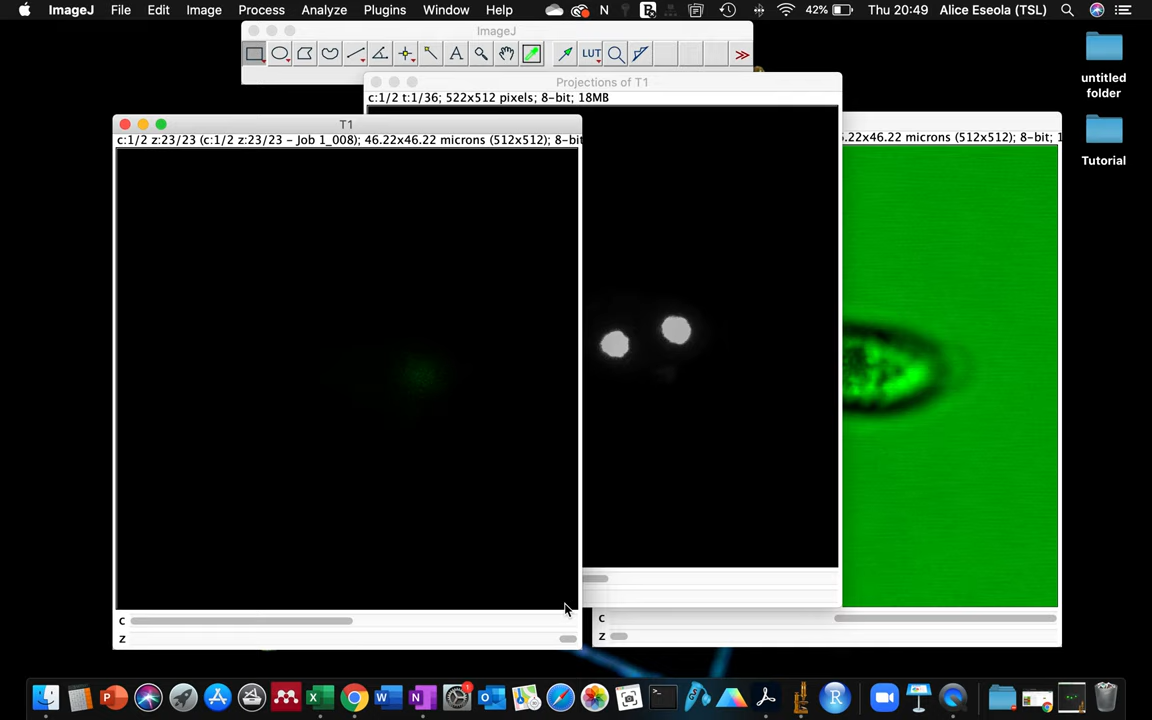 ImageJ File Edit Image Process Analyze Plugins Window Help N 42% Thu 20:49 Alice Eseola (TSL)
ImageJ
A LUT
Projections of T1
c:1/2 t:1/36; 522x512 pixels; 8-bit; 18MB
T1
c:1/2 z:23/23 (c:1/2 z:23/23 - Job 1_008); 46.22x46.22 microns (512x512); 8-bit
.22x46.22 microns (512x512); 8-bit; 1
untitled
folder
Tutorial
C
Z
C
Z